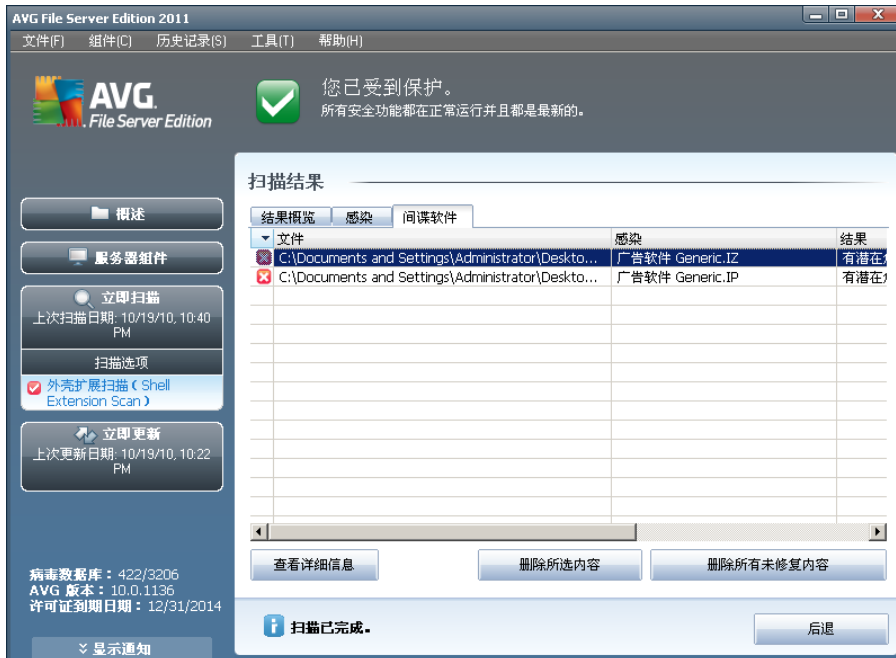 AVG File Server Edition 2011
文件(F) 组件(C) 历史记录(S) 工具(T) 帮助(H)
AVG.
File Server Edition
您已受到保护。
所有安全功能都在正常运行并且都是最新的。
概述
服务器组件
立即扫描
上次扫描日期: 10/19/10, 10:40
PM
扫描选项
外壳扩展扫描（Shell
Extension Scan）
立即更新
上次更新日期: 10/19/10, 10:22
PM
病毒数据库：422/3206
AVG 版本：10.0.1136
许可证到期日期：12/31/2014
显示通知
扫描结果
结果概览 感染 间谍软件
文件 感染 结果
C:\Documents and Settings\Administrator\Deskto... 广告软件 Generic.IZ 有潜在
C:\Documents and Settings\Administrator\Deskto... 广告软件 Generic.IP 有潜在
查看详细信息 删除所选内容 删除所有未修复内容
扫描已完成。
后退